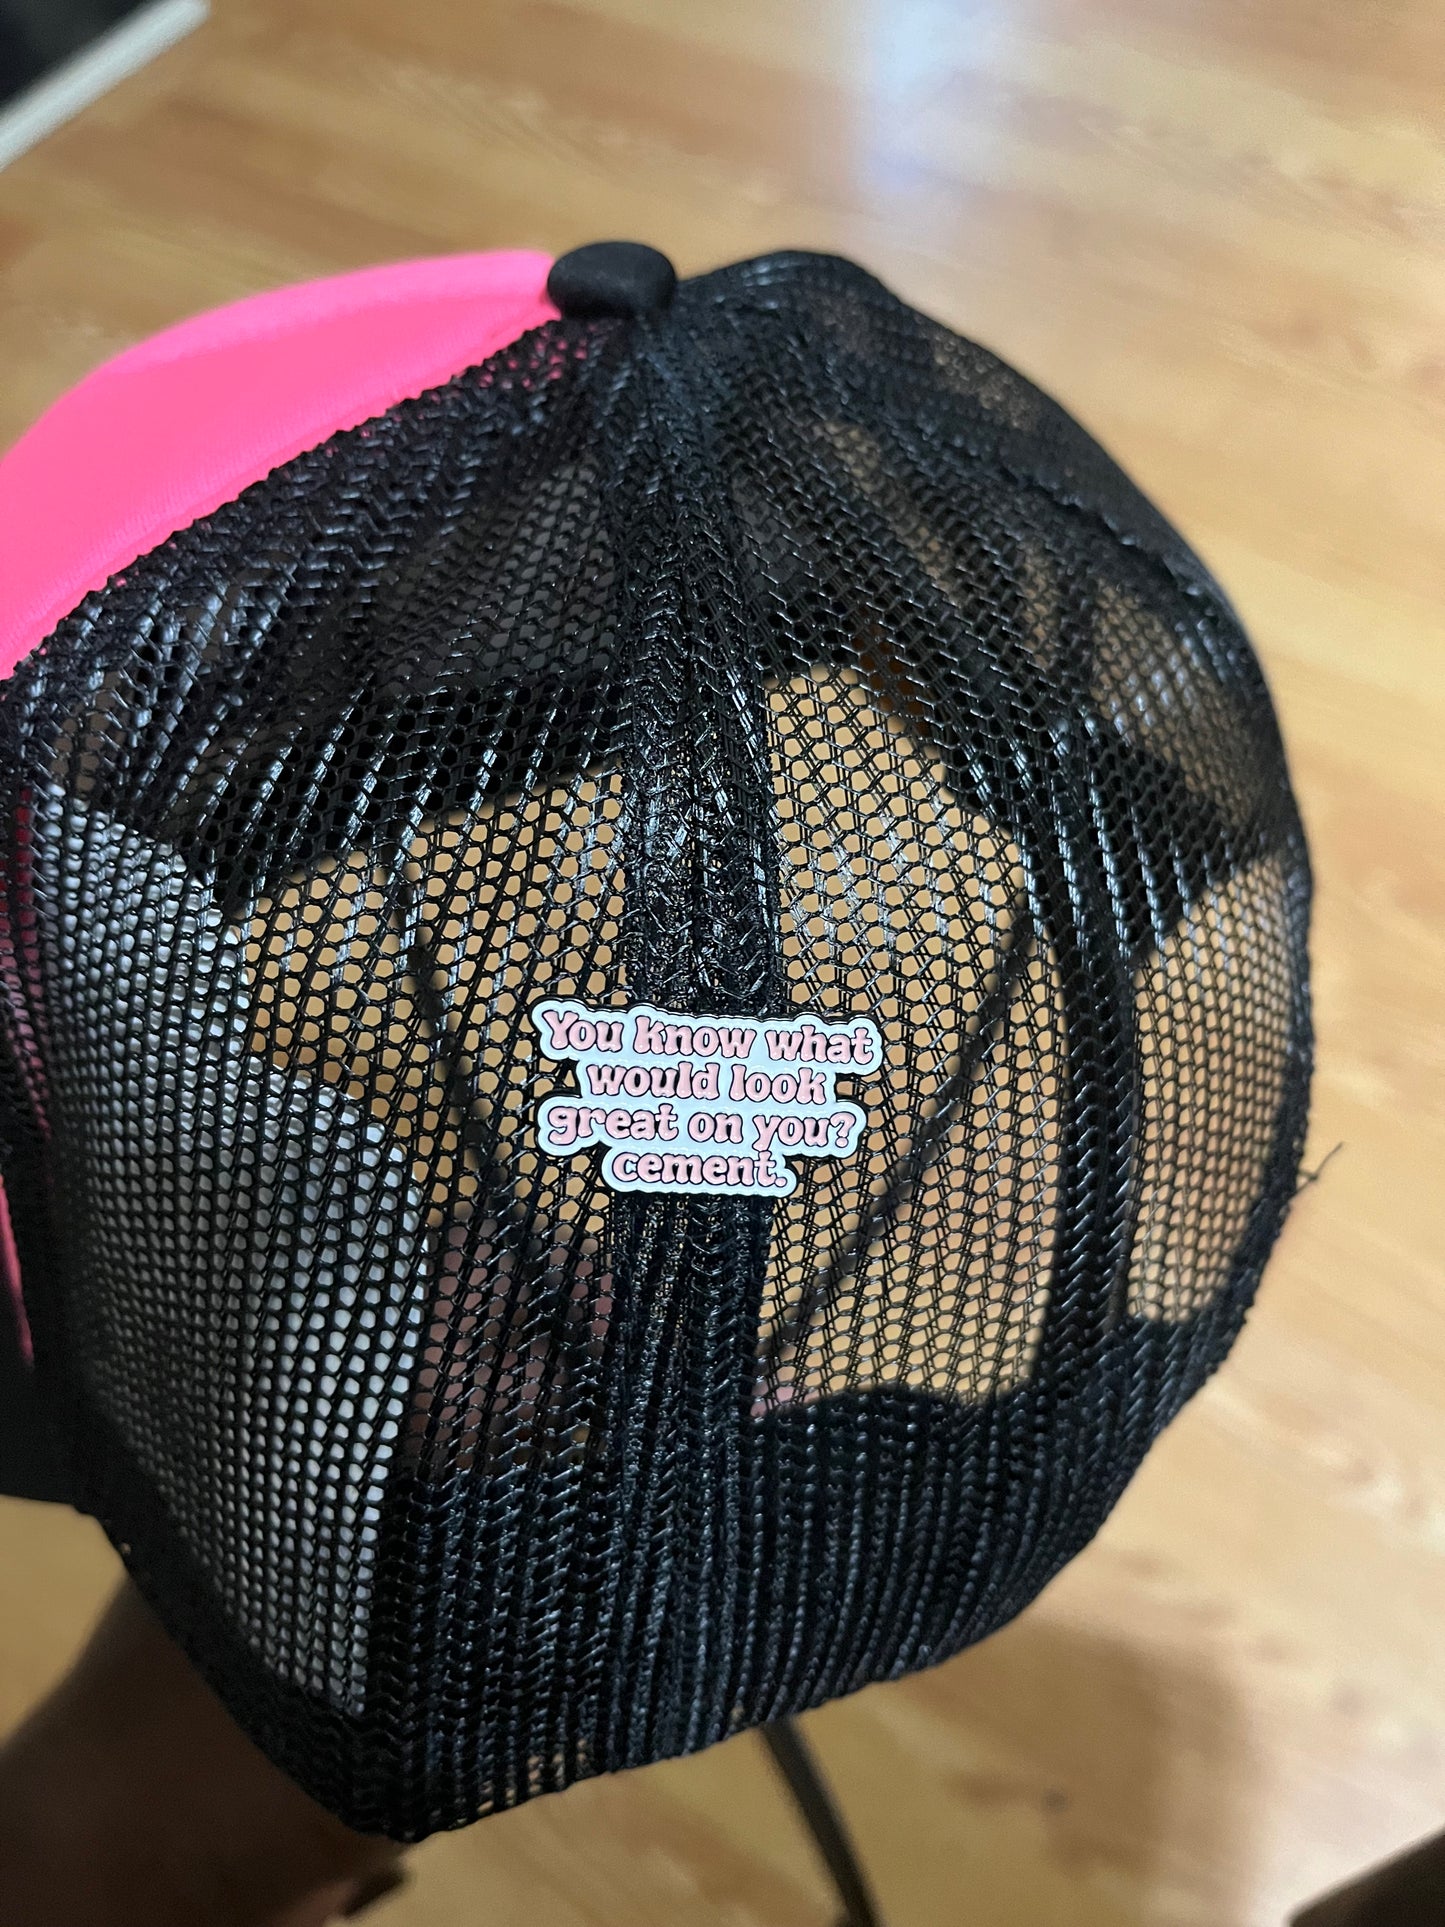 You know what
would look
great on you?
cement.